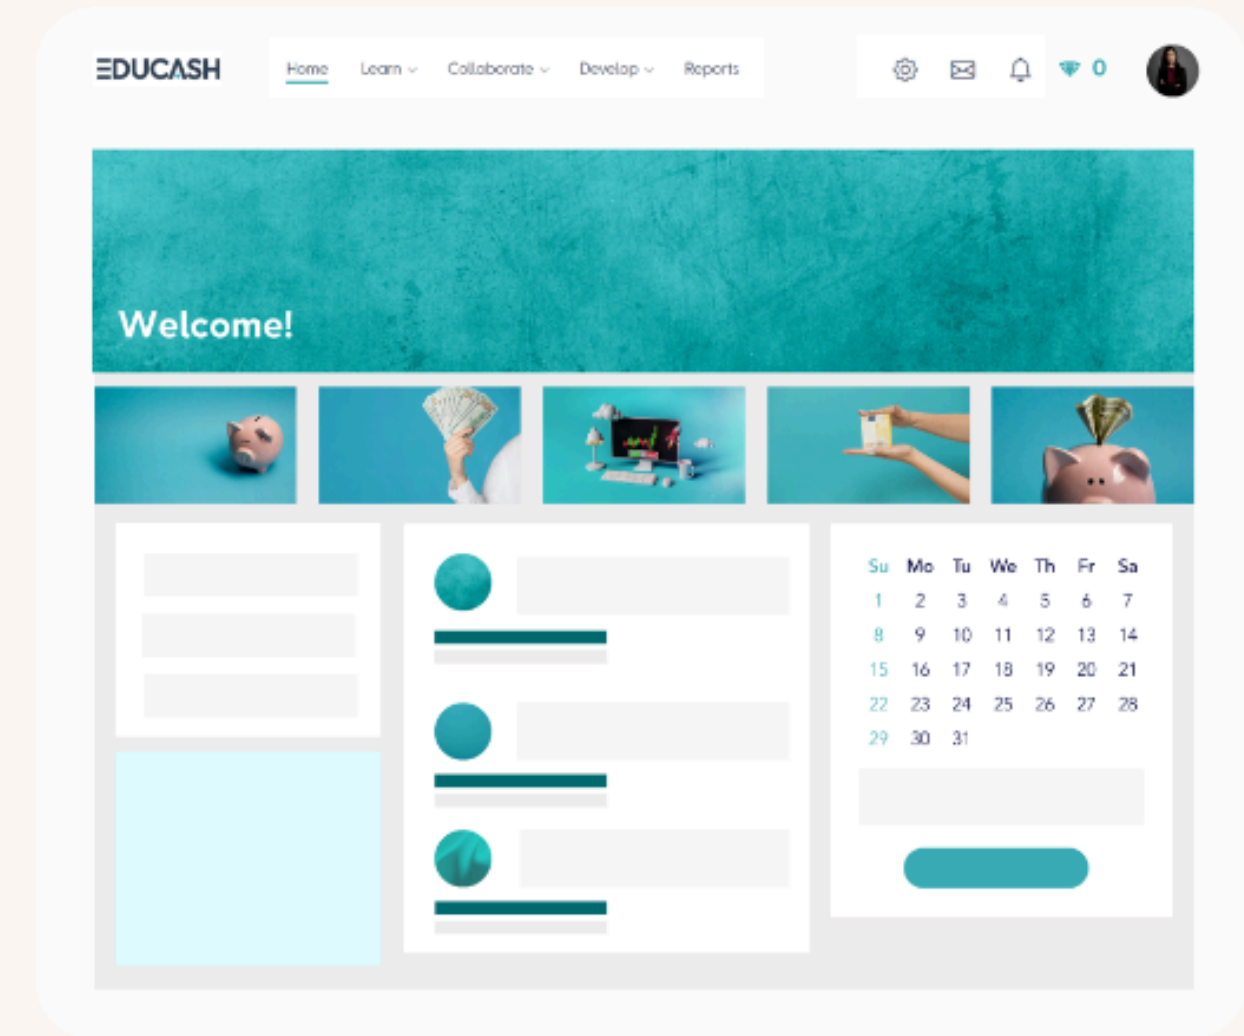 EDUCASH Home Learn Collaborate Develop Reports 0
Welcome!
Su Mo Tu We Th Fr Sa
1 2 3 4 5 6 7
8 9 10 11 12 13 14
15 16 17 18 19 20 21
22 23 24 25 26 27 28
29 30 31